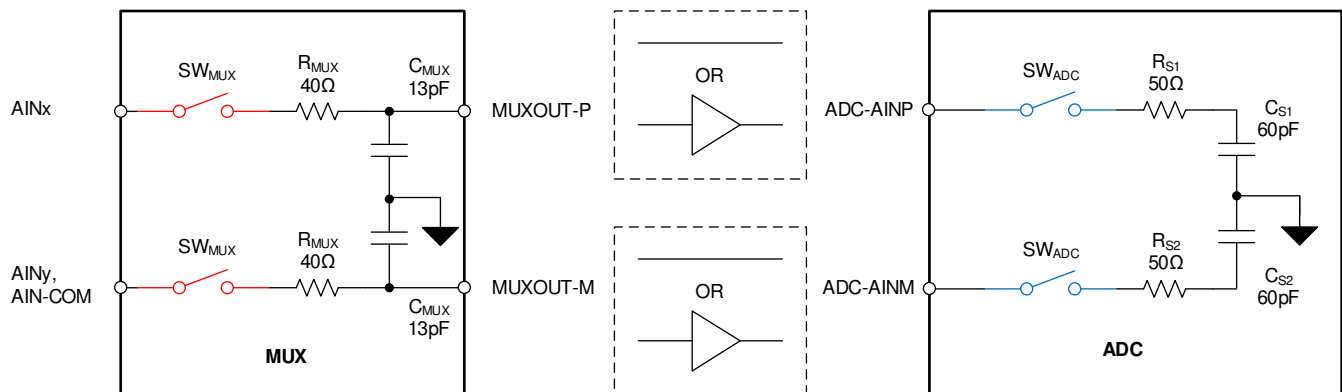 SW_MUX
R_MUX
40Ω
C_MUX
13pF
AINx
MUXOUT-P
OR
ADC-AINP
SW_ADC
R_S1
50Ω
C_S1
60pF
SW_MUX
R_MUX
40Ω
AINy,
AIN-COM
C_MUX
13pF
MUX
MUXOUT-M
OR
ADC-AINM
SW_ADC
R_S2
50Ω
C_S2
60pF
ADC